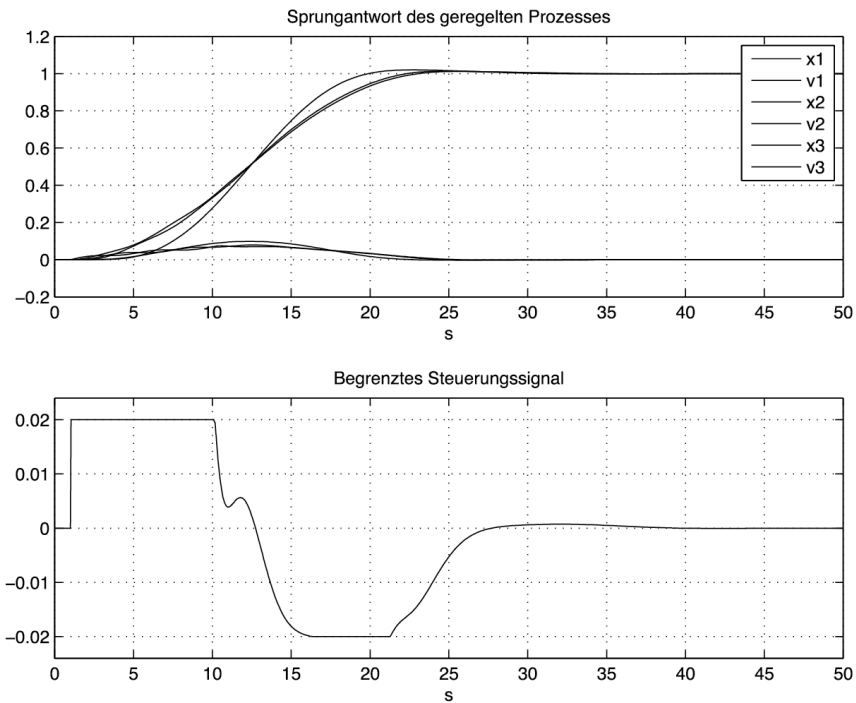 Sprungantwort des geregelten Prozesses
1.2
1
0.8
0.6
0.4
0.2
0
−0.2
x1
v1
x2
v2
x3
v3
0 5 10 15 20 25 30 35 40 45 50
s
Begrenztes Steuerungssignal
0.02
0.01
0
−0.01
−0.02
0 5 10 15 20 25 30 35 40 45 50
s